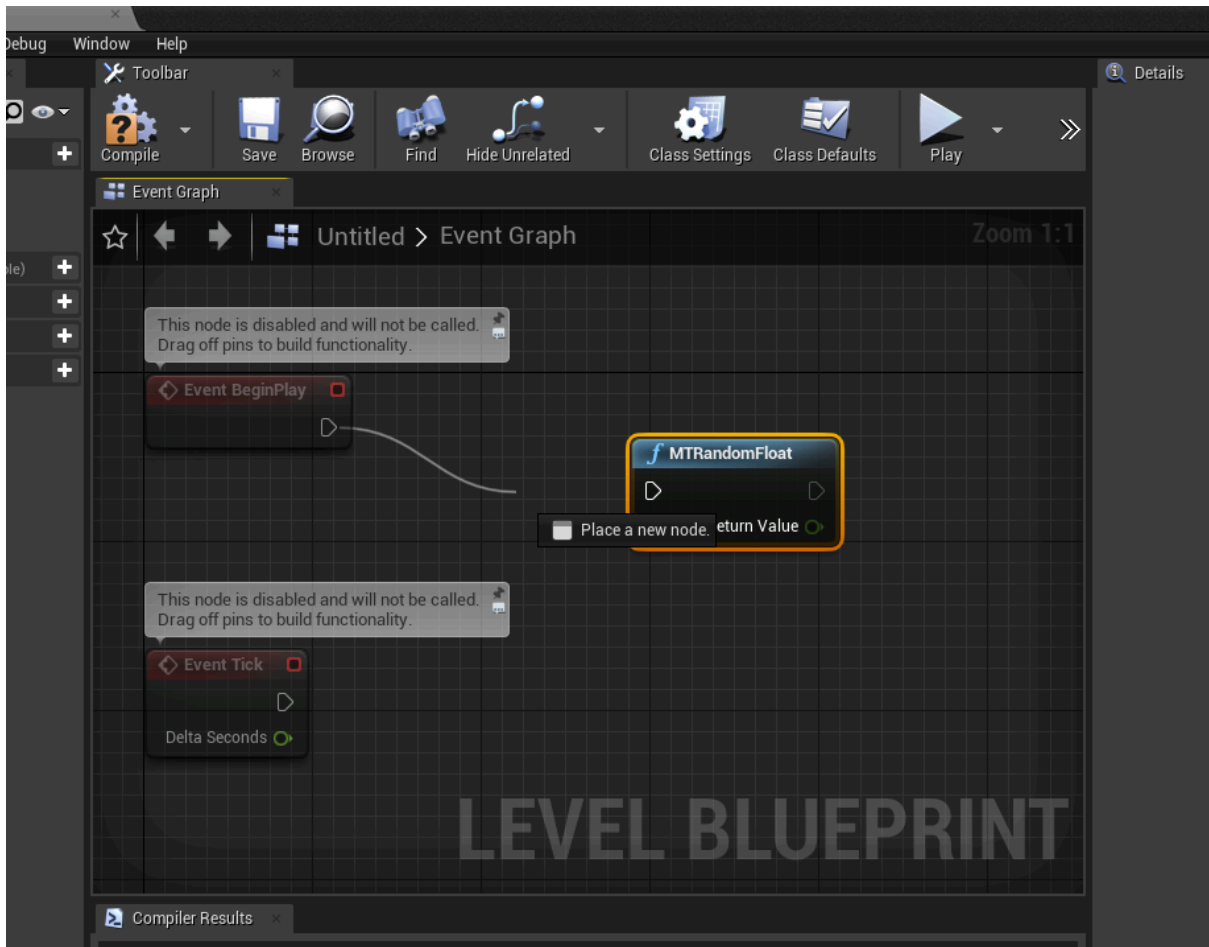 Debug Window Help
Toolbar
Details
Compile Save Browse Find Hide Unrelated Class Settings Class Defaults Play
Event Graph
Untitled > Event Graph
Zoom 1:1
This node is disabled and will not be called.
Drag off pins to build functionality.
Event BeginPlay
MTRandomFloat
Place a new node.
eturn Value
This node is disabled and will not be called.
Drag off pins to build functionality.
Event Tick
Delta Seconds
LEVEL BLUEPRINT
Compiler Results